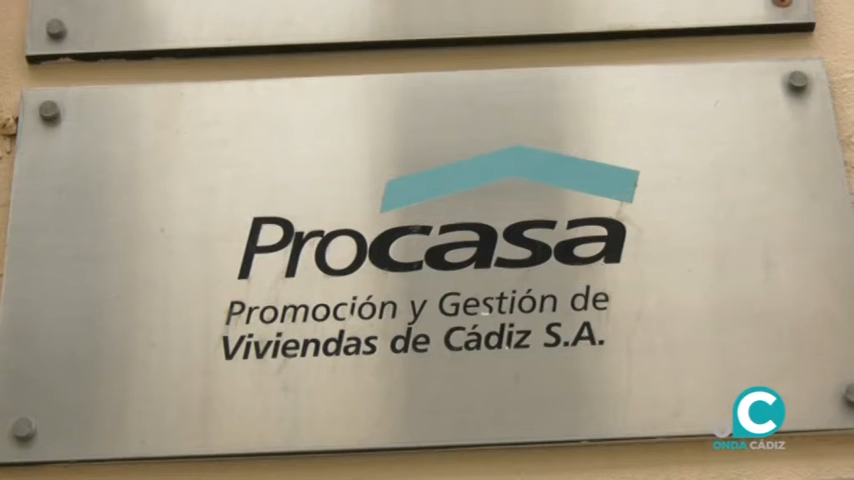 Procasa
Promoción y Gestión de
Viviendas de Cádiz S.A.
C
ONDA CÁDIZ